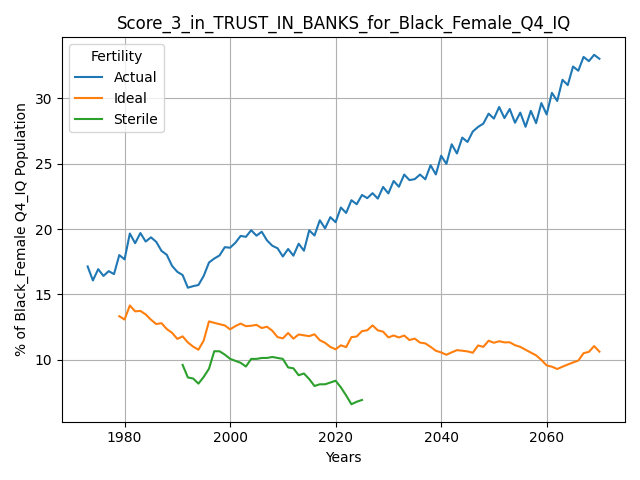 Score_3_in_TRUST_IN_BANKS_for_Black_Female_Q4_IQ
Fertility
Actual
Ideal
Sterile
% of Black_Female Q4_IQ Population
30
25
20
15
10
1980
2000
2020
2040
2060
Years